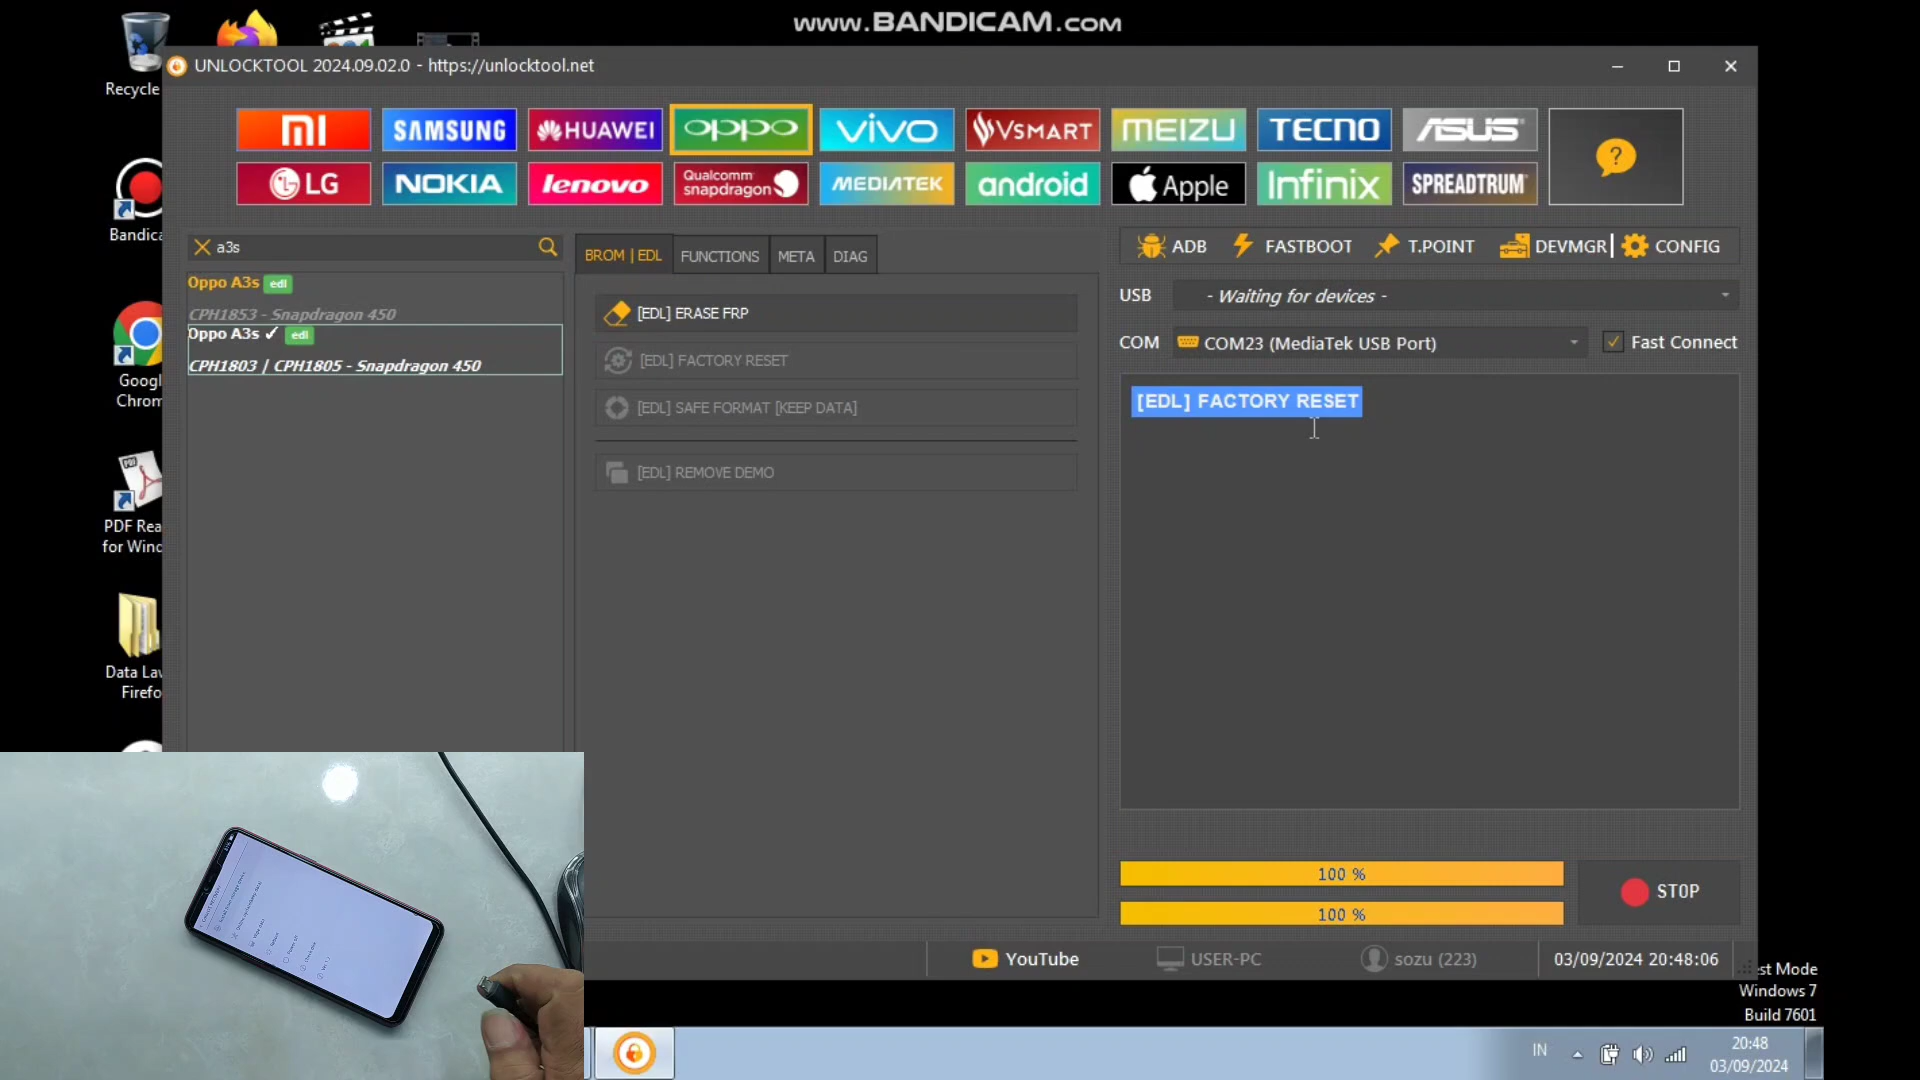 www.BANDICAM.com
Recycle
UNLOCKTOOL 2024.09.02.0 - https://unlocktool.net
mi SAMSUNG HUAWEI oppo vivo VSMART MEIZU TECNO ASUS ?
LG NOKIA lenovo Qualcomm snapdragon MEDIATEK android Apple Infinix SPREADTRUM
Bandica
a3s
BROM | EDL FUNCTIONS META DIAG
ADB FASTBOOT T.POINT DEVMGR CONFIG
Oppo A3s edl
CPH1853 - Snapdragon 450
Oppo A3s ✓ edl
CPH1803 | CPH1805 - Snapdragon 450
[EDL] ERASE FRP
[EDL] FACTORY RESET
[EDL] SAFE FORMAT [KEEP DATA]
[EDL] REMOVE DEMO
USB - Waiting for devices -
COM COM23 (MediaTek USB Port) Fast Connect
[EDL] FACTORY RESET
Googl
Chrom
PDF
PDF Rea
for Wind
Data Law
Firefo
100 %
100 %
STOP
YouTube USER-PC sozu (223) 03/09/2024 20:48:06
est Mode
Windows 7
Build 7601
IN
20:48
03/09/2024